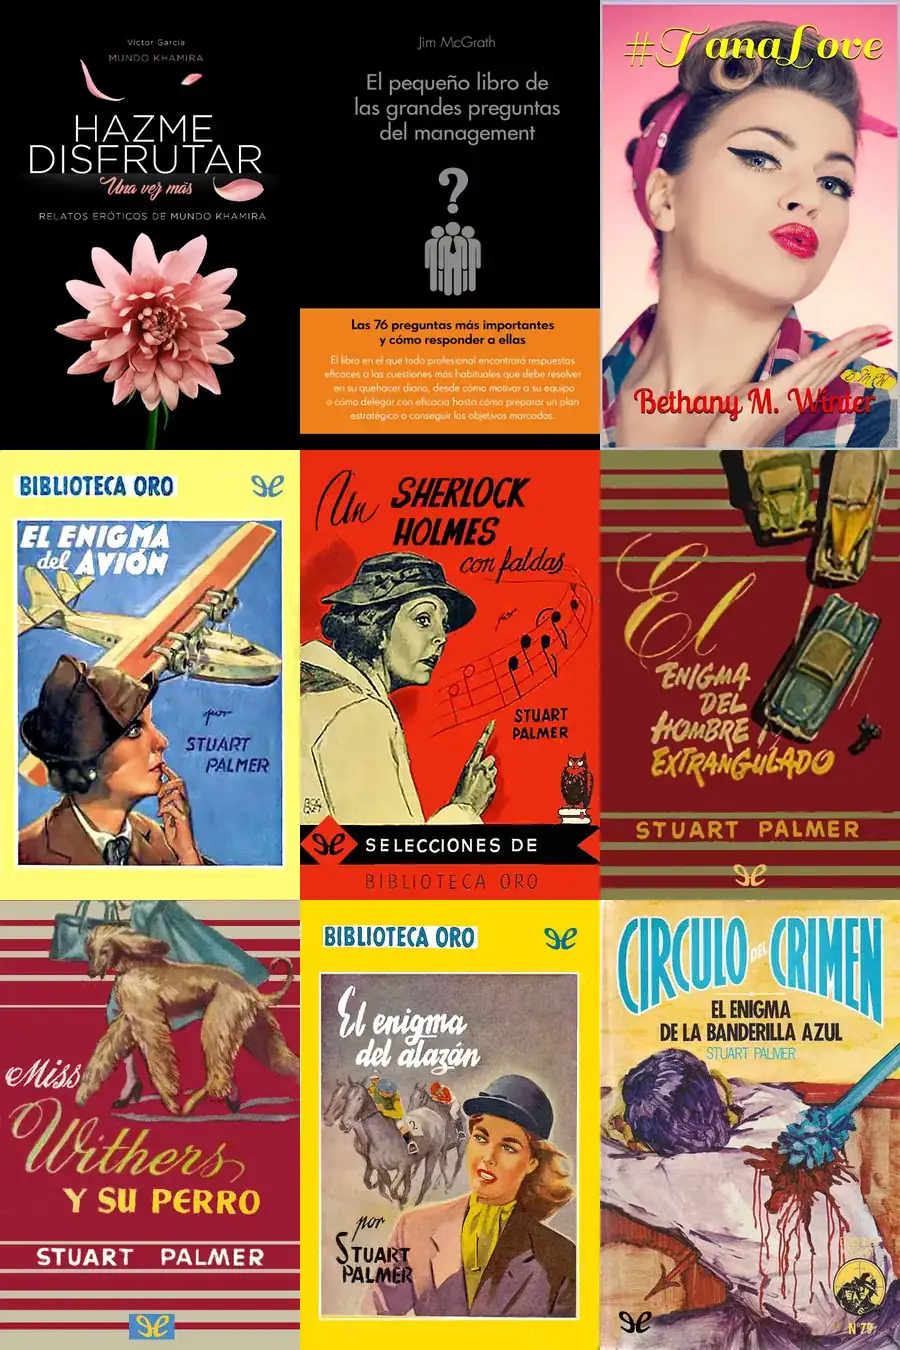 Víctor García
MUNDO KHAMIRA
HAZME
DISFRUTAR
Una vez más
RELATOS ERÓTICOS DE MUNDO KHAMIRA
Jim McGrath
El pequeño libro de
las grandes preguntas
del management
?
Las 76 preguntas más importantes
y cómo responder a ellas
El libro en el que todo profesional encontrará respuestas
eficaces a las cuestiones más habituales que debe resolver
en su quehacer diario, desde cómo motivar a su equipo
o cómo delegar con eficacia hasta cómo preparar un plan
estratégico o conseguir los objetivos marcados.
#TanaLove
Bethany M. Winter
BIBLIOTECA ORO
EL ENIGMA
del AVIÓN
por
STUART
PALMER
Un SHERLOCK
HOLMES
con faldas
por
STUART
PALMER
SELECCIONES DE
BIBLIOTECA ORO
El
ENIGMA
DEL
HOMBRE
EXTRANGULADO
STUART PALMER
Miss
Withers
Y SU PERRO
STUART PALMER
BIBLIOTECA ORO
El enigma
del alazán
2
por
STUART
PALMER
CIRCULO DEL CRIMEN
EL ENIGMA
DE LA BANDERILLA AZUL
STUART PALMER
Nº 79